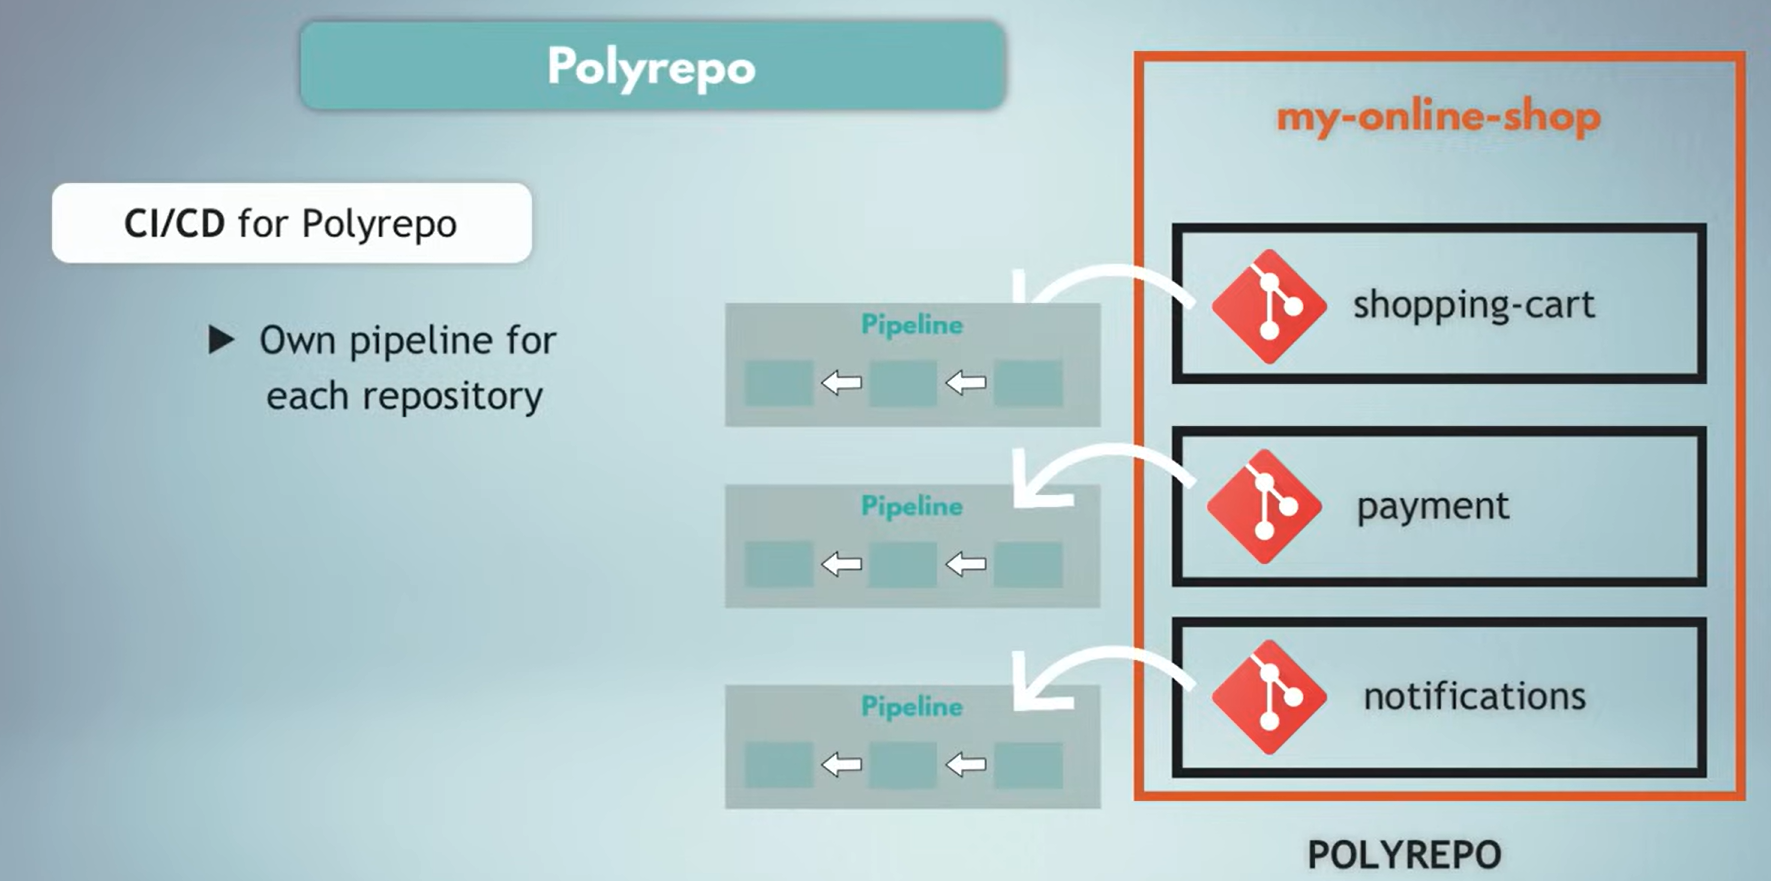 Polyrepo
CI/CD for Polyrepo
Own pipeline for
each repository
my-online-shop
shopping-cart
payment
notifications
Pipeline
Pipeline
Pipeline
POLYREPO